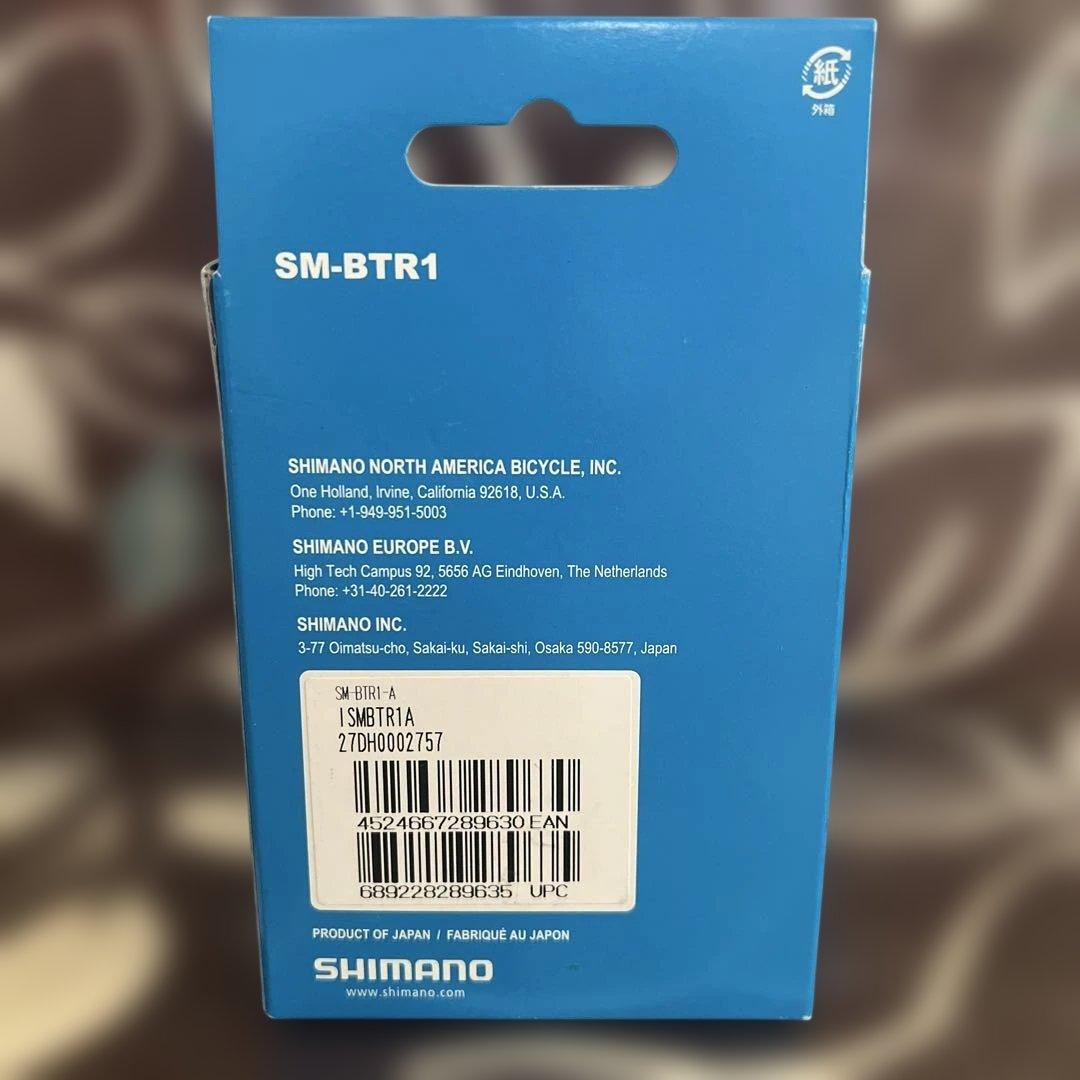 紙
外箱
SM-BTR1
SHIMANO NORTH AMERICA BICYCLE, INC.
One Holland, Irvine, California 92618, U.S.A.
Phone: +1-949-951-5003
SHIMANO EUROPE B.V.
High Tech Campus 92, 5656 AG Eindhoven, The Netherlands
Phone: +31-40-261-2222
SHIMANO INC.
3-77 Oimatsu-cho, Sakai-ku, Sakai-shi, Osaka 590-8577, Japan
SM-BTR1-A
ISMBTR1A
27DH0002757
4524667289630 EAN
689228289635 UPC
PRODUCT OF JAPAN / FABRIQUÉ AU JAPON
SHIMANO
www.shimano.com